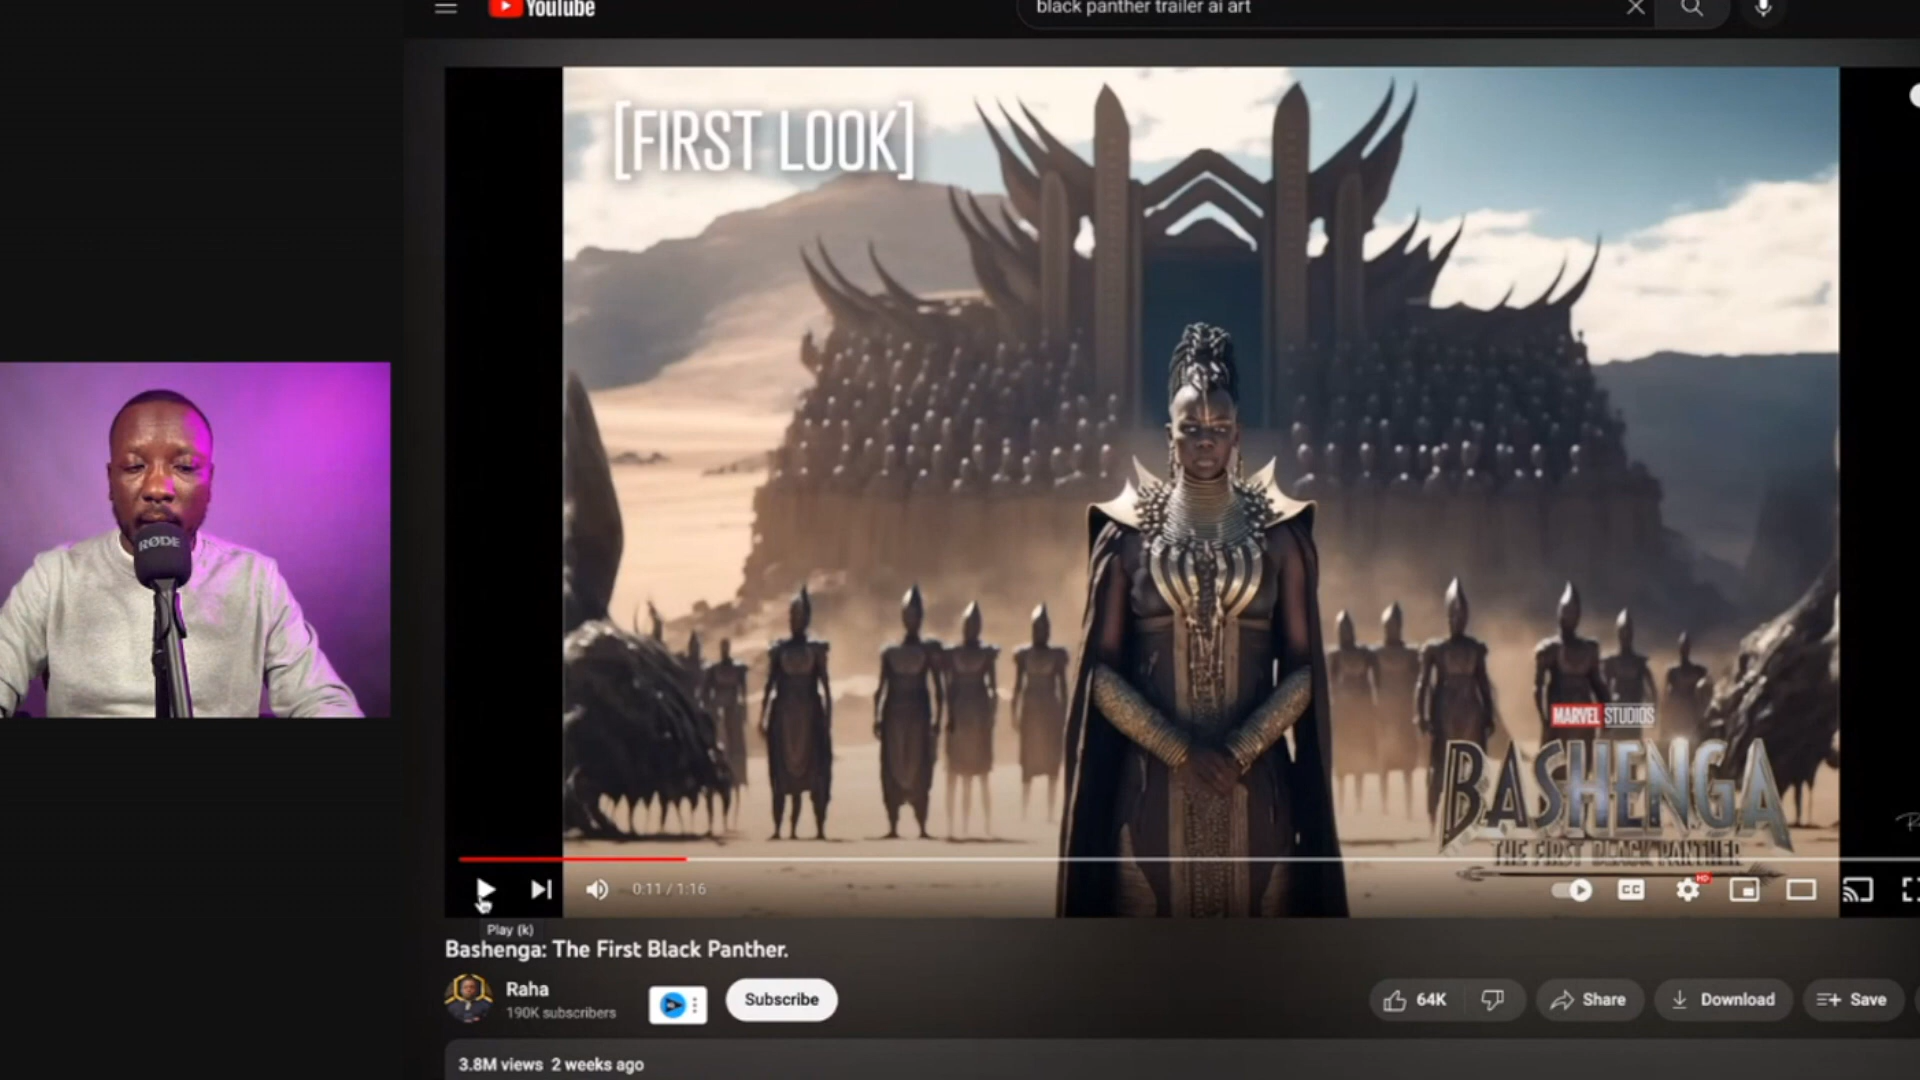 YouTube
black panther trailer ai art
[FIRST LOOK]
RØDE
MARVEL STUDIOS
BASHENGA
THE FIRST BLACK PANTHER
0:11 / 1:16
CC
HD
Play (k)
Bashenga: The First Black Panther.
Raha
190K subscribers
Subscribe
64K
Share
Download
Save
3.8M views 2 weeks ago